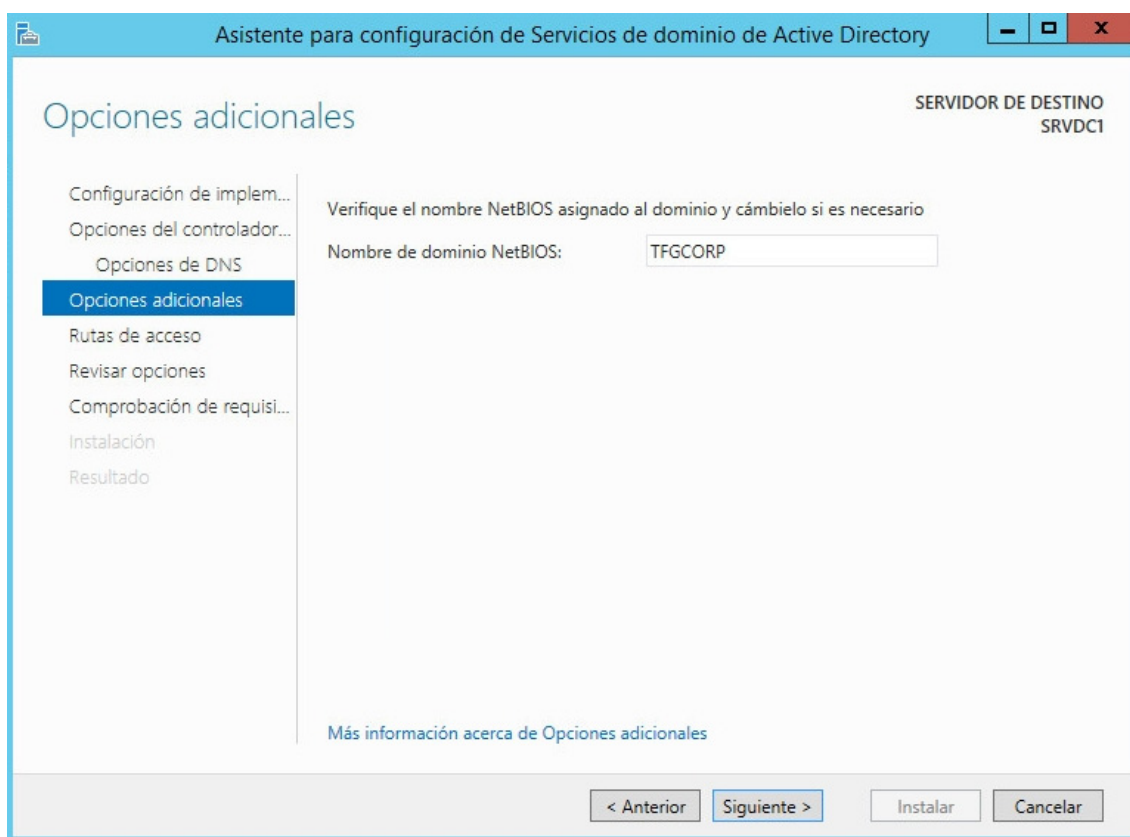 Asistente para configuración de Servicios de dominio de Active Directory
Opciones adicionales
SERVIDOR DE DESTINO
SRVDC1
Configuración de implem...
Opciones del controlador...
Opciones de DNS
Opciones adicionales
Rutas de acceso
Revisar opciones
Comprobación de requisi...
Instalación
Resultado
Verifique el nombre NetBIOS asignado al dominio y cámbielo si es necesario
Nombre de dominio NetBIOS: TFGCORP
Más información acerca de Opciones adicionales
< Anterior Siguiente > Instalar Cancelar